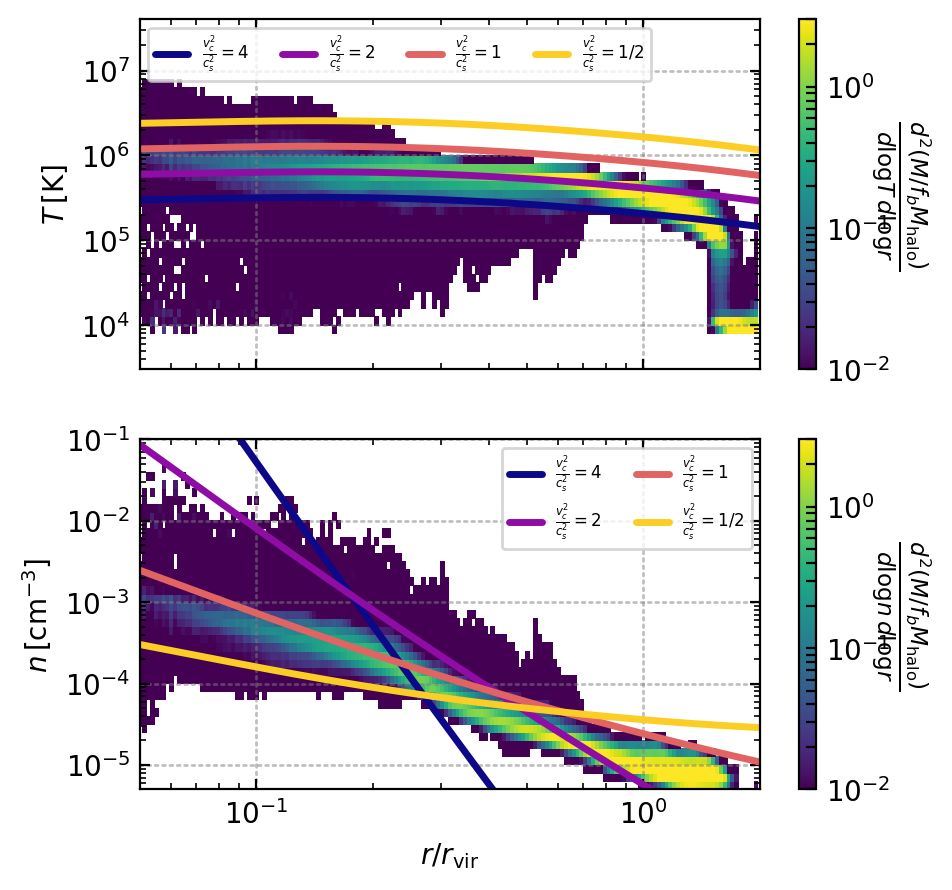 v_c^2/c_s^2 = 4 v_c^2/c_s^2 = 2 v_c^2/c_s^2 = 1 v_c^2/c_s^2 = 1/2
T [K]
10^7
10^6
10^5
10^4
10^0
10^-1
10^-2
d^2(M f_b M_halo)
dlogT dlogr
v_c^2/c_s^2 = 4 v_c^2/c_s^2 = 1
v_c^2/c_s^2 = 2 v_c^2/c_s^2 = 1/2
n [cm^-3]
10^-1
10^-2
10^-3
10^-4
10^-5
10^-1 10^0
r/r_vir
10^0
10^-1
10^-2
d^2(M f_b M_halo)
dlogn dlogr